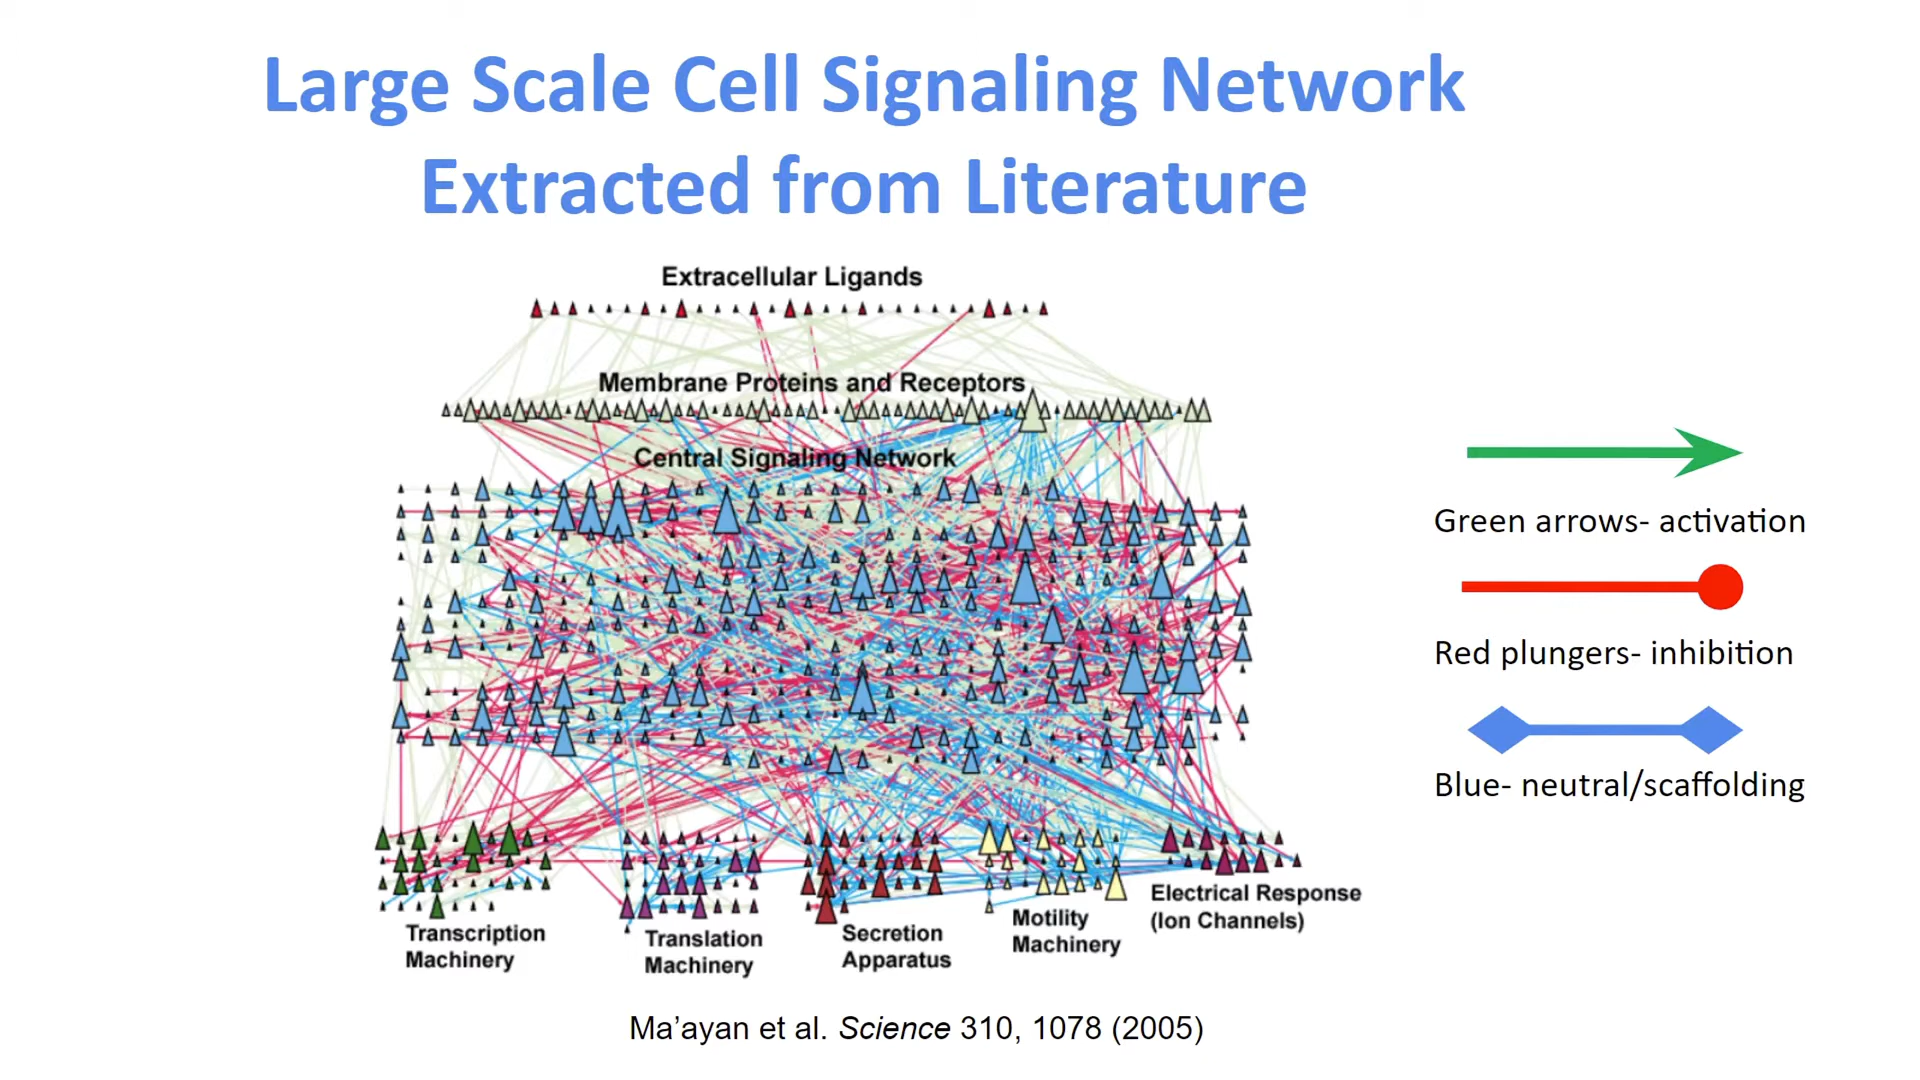 Large Scale Cell Signaling Network
Extracted from Literature
Extracellular Ligands
Membrane Proteins and Receptors
Central Signaling Network
Green arrows- activation
Red plungers- inhibition
Blue- neutral/scaffolding
Transcription
Machinery
Translation
Machinery
Secretion
Apparatus
Motility
Machinery
Electrical Response
(Ion Channels)
Ma’ayan et al. Science 310, 1078 (2005)